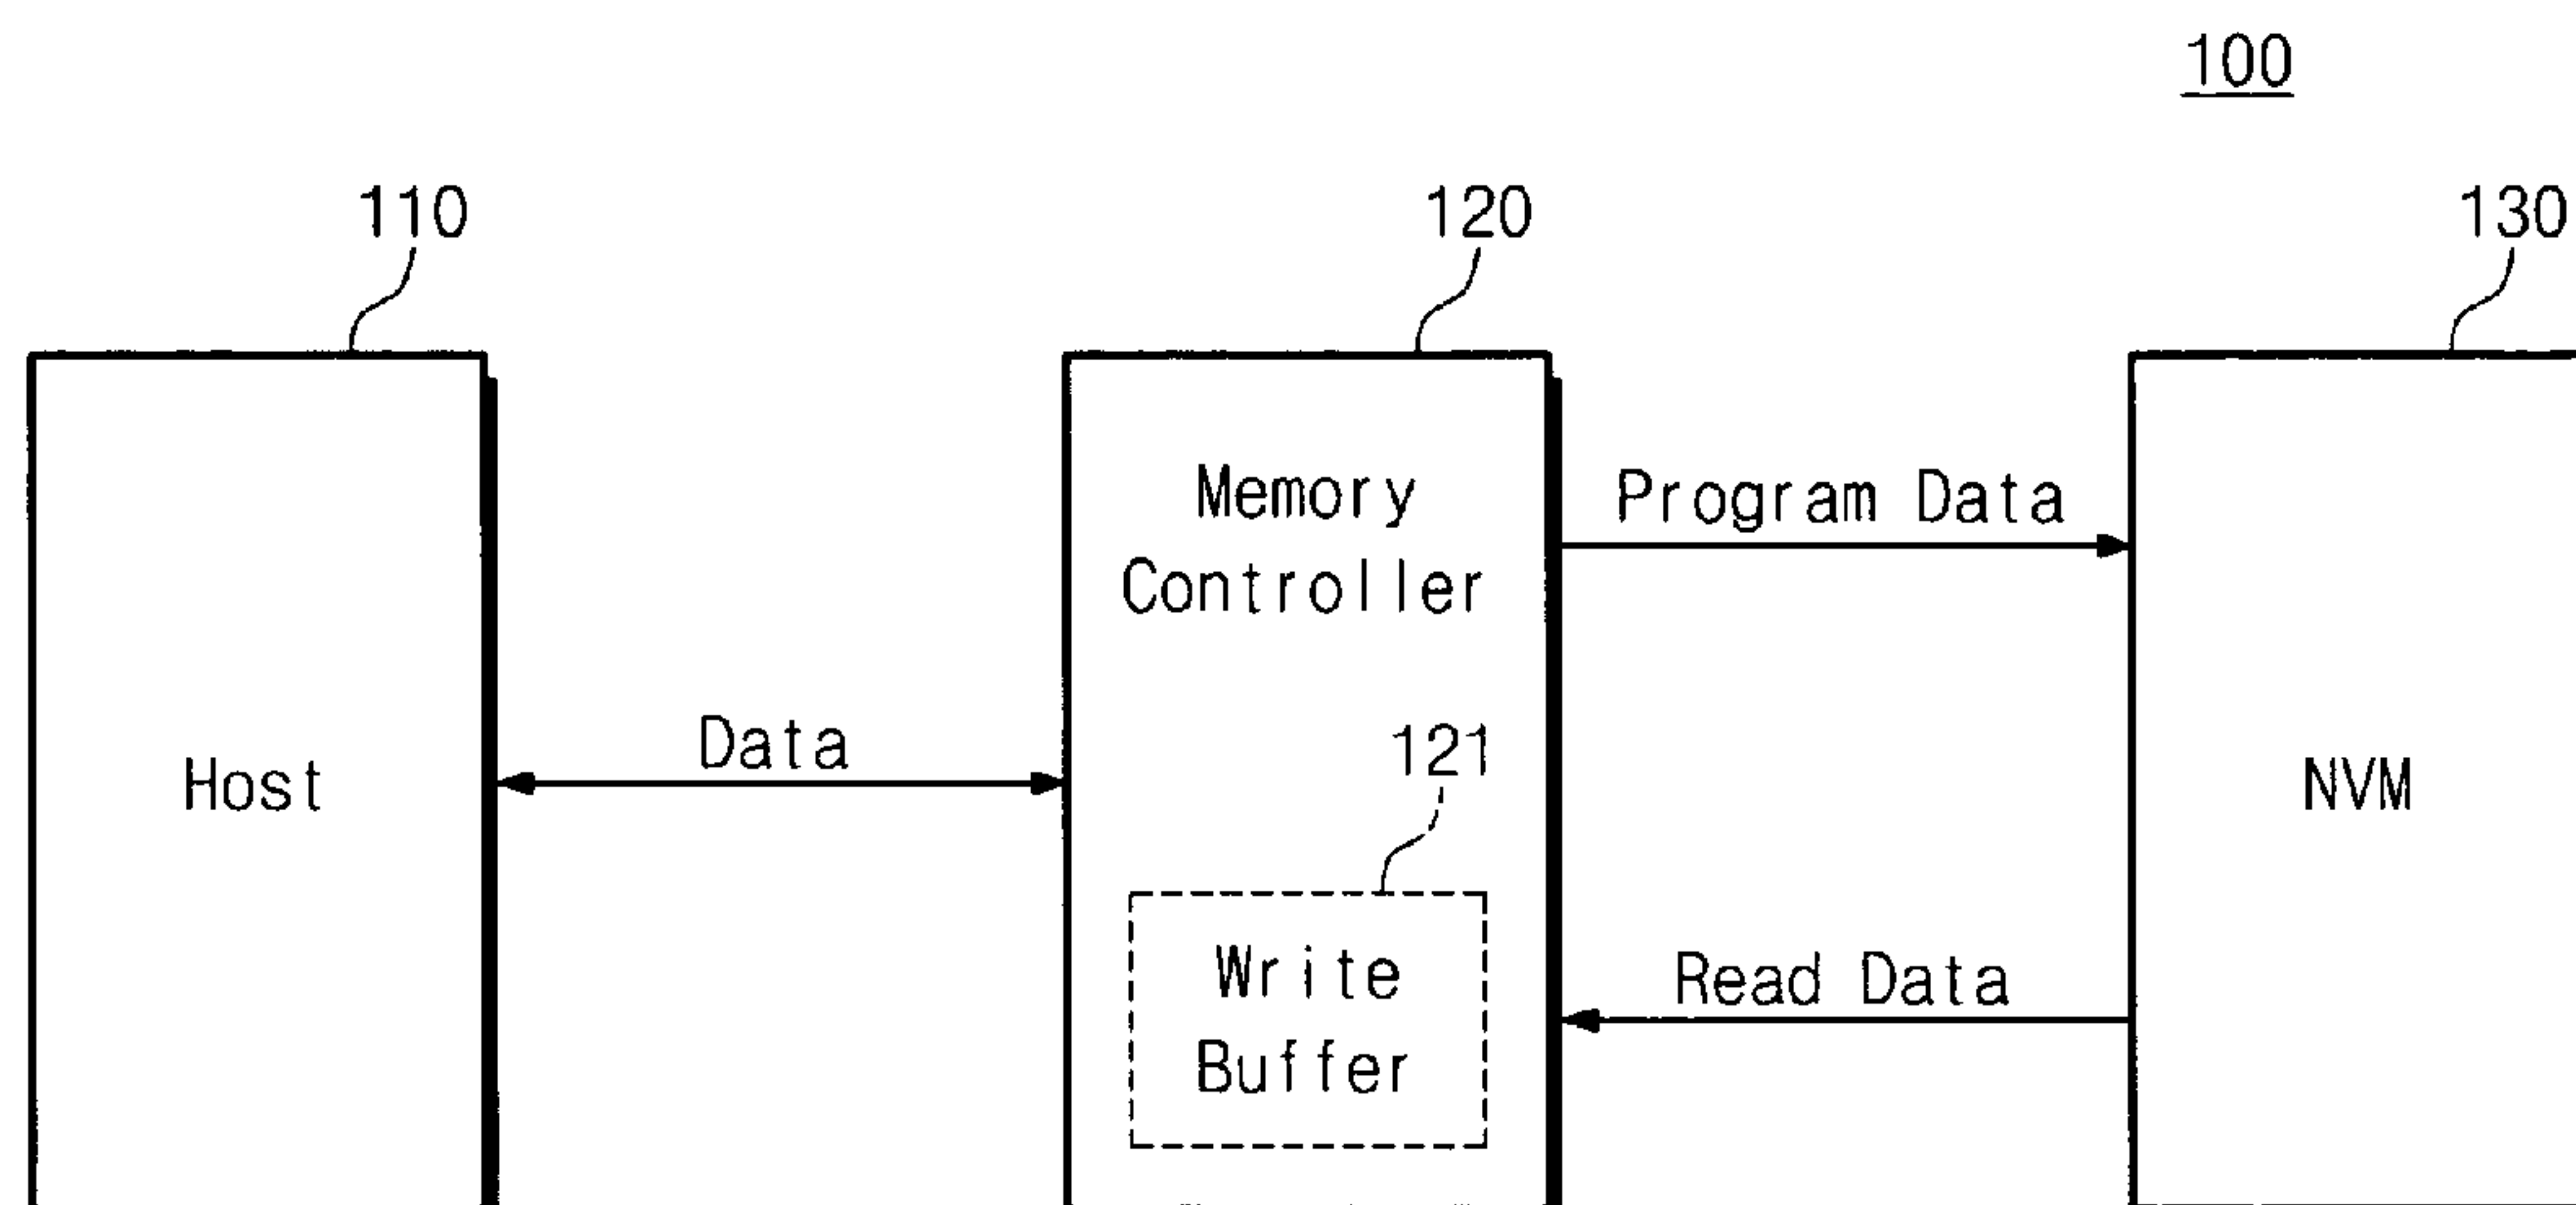 100
110
120
130
Memory
Controller
Program Data
Data
121
Host
NVM
Write
Buffer
Read Data